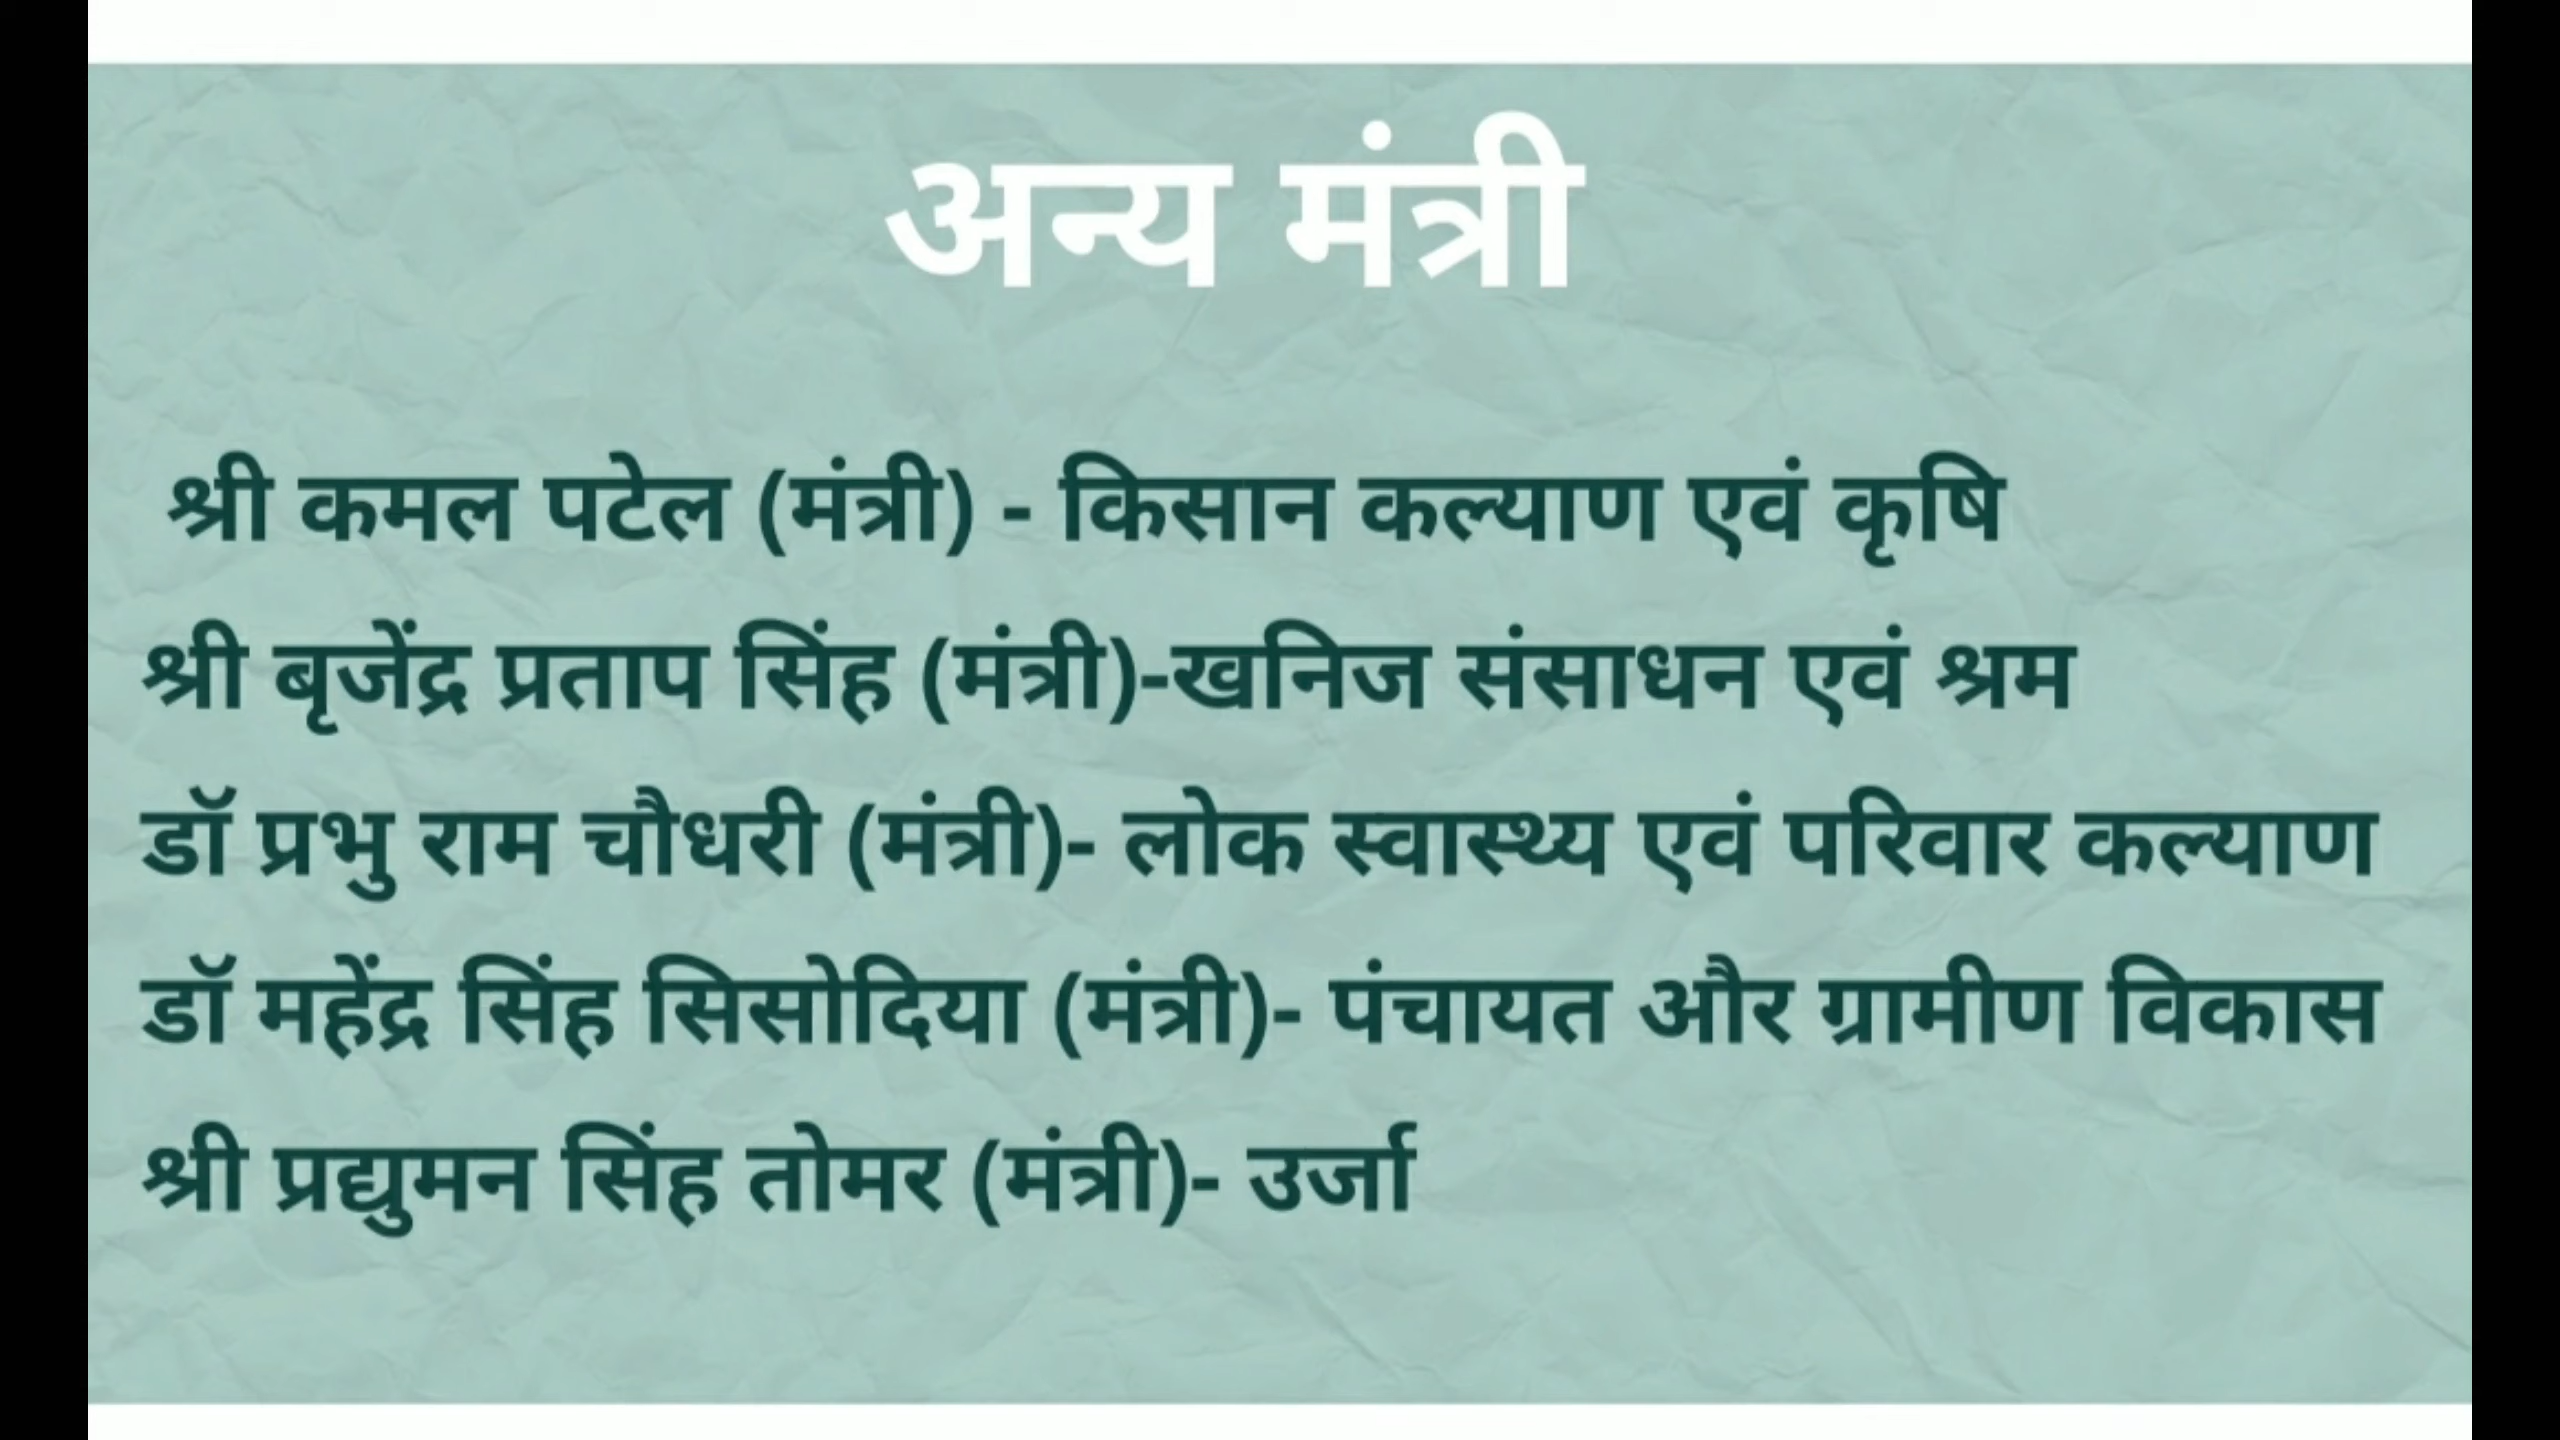 अन्य मंत्री
श्री कमल पटेल (मंत्री) - किसान कल्याण एवं कृषि
श्री बृजेंद्र प्रताप सिंह (मंत्री)-खनिज संसाधन एवं श्रम
डॉ प्रभु राम चौधरी (मंत्री)- लोक स्वास्थ्य एवं परिवार कल्याण
डॉ महेंद्र सिंह सिसोदिया (मंत्री)- पंचायत और ग्रामीण विकास
श्री प्रद्युमन सिंह तोमर (मंत्री)- उर्जा